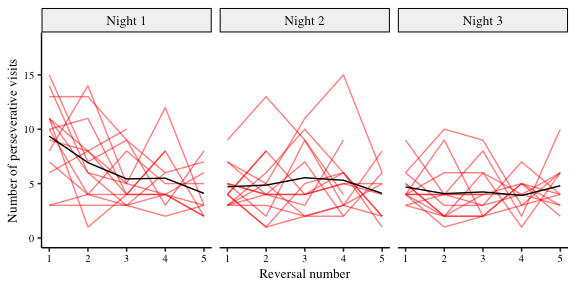 Night 1 Night 2 Night 3
Number of perseverative visits
15
10
5
0
1 2 3 4 5 1 2 3 4 5 1 2 3 4 5
Reversal number